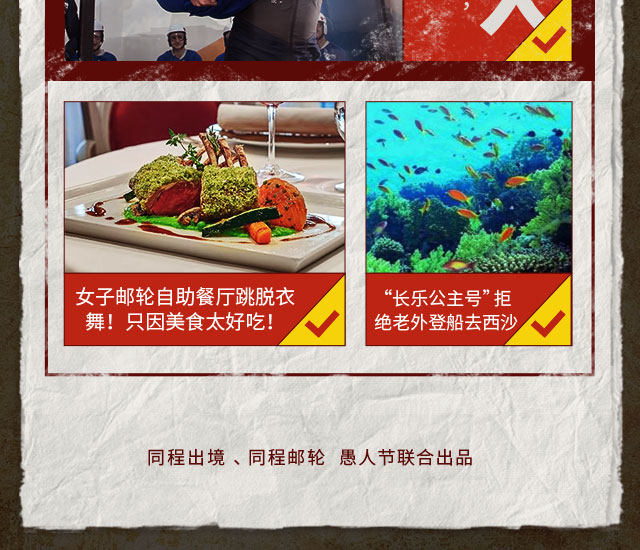 女子邮轮自助餐厅跳脱衣
舞！只因美食太好吃！
“长乐公主号”拒
绝老外登船去西沙
同程出境、同程邮轮 愚人节联合出品